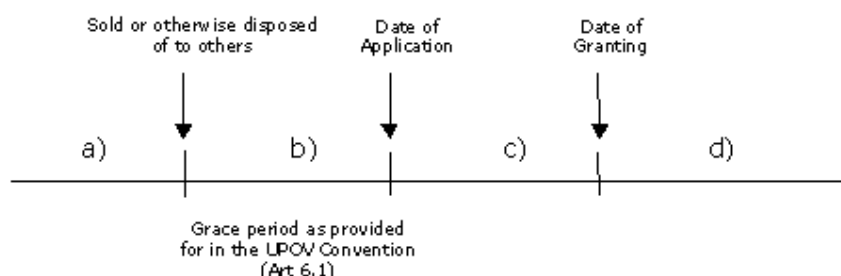 Sold or otherwise disposed
of to others
Date of
Application
Date of
Granting
a)
b)
c)
d)
Grace period as provided
for in the UPOV Convention
(Art 6.1)